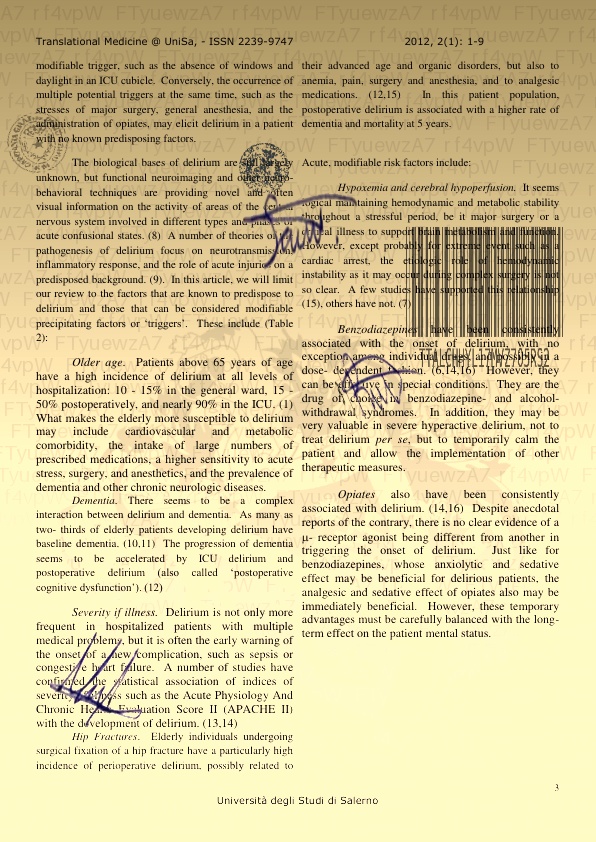 Translational Medicine @ UniSa, - ISSN 2239-9747
2012, 2(1): 1-9
modifiable trigger, such as the absence of windows and
daylight in an ICU cubicle. Conversely, the occurrence of
multiple potential triggers at the same time, such as the
stresses of major surgery, general anesthesia, and the
administration of opiates, may elicit delirium in a patient
with no known predisposing factors.
The biological bases of delirium are still largely
unknown, but functional neuroimaging and other neuro-
behavioral techniques are providing novel and often
visual information on the activity of areas of the central
nervous system involved in different types and phases of
acute confusional states. (8) A number of theories on the
pathogenesis of delirium focus on neurotransmission,
inflammatory response, and the role of acute injuries on a
predisposed background. (9). In this article, we will limit
our review to the factors that are known to predispose to
delirium and those that can be considered modifiable
precipitating factors or 'triggers'. These include (Table
2):
Older age. Patients above 65 years of age
have a high incidence of delirium at all levels of
hospitalization: 10 - 15% in the general ward, 15 -
50% postoperatively, and nearly 90% in the ICU. (1)
What makes the elderly more susceptible to delirium
may include cardiovascular and metabolic
comorbidity, the intake of large numbers of
prescribed medications, a higher sensitivity to acute
stress, surgery, and anesthetics, and the prevalence of
dementia and other chronic neurologic diseases.
Dementia. There seems to be a complex
interaction between delirium and dementia. As many as
two- thirds of elderly patients developing delirium have
baseline dementia. (10,11) The progression of dementia
seems to be accelerated by ICU delirium and
postoperative delirium (also called 'postoperative
cognitive dysfunction'). (12)
Severity if illness. Delirium is not only more
frequent in hospitalized patients with multiple
medical problems, but it is often the early warning of
the onset of a new complication, such as sepsis or
congestive heart failure. A number of studies have
confirmed the statistical association of indices of
severity of illness such as the Acute Physiology And
Chronic Health Evaluation Score II (APACHE II)
with the development of delirium. (13,14)
Hip Fractures. Elderly individuals undergoing
surgical fixation of a hip fracture have a particularly high
incidence of perioperative delirium, possibly related to
their advanced age and organic disorders, but also to
anemia, pain, surgery and anesthesia, and to analgesic
medications. (12,15) In this patient population,
postoperative delirium is associated with a higher rate of
dementia and mortality at 5 years.
Acute, modifiable risk factors include:
Hypoxemia and cerebral hypoperfusion. It seems
logical maintaining hemodynamic and metabolic stability
throughout a stressful period, be it major surgery or a
critical illness to support brain metabolism and function.
However, except probably for extreme event such as a
cardiac arrest, the etiologic role of hemodynamic
instability as it may occur during complex surgery is not
so clear. A few studies have supported this relationship
(15), others have not. (7)
Benzodiazepines have been consistently
associated with the onset of delirium, with no
exception among individual drugs and possibly in a
dose- dependent fashion. (6,14,16) However, they
can be effective in special conditions. They are the
drug of choice in benzodiazepine- and alcohol-
withdrawal syndromes. In addition, they may be
very valuable in severe hyperactive delirium, not to
treat delirium per se, but to temporarily calm the
patient and allow the implementation of other
therapeutic measures.
Opiates also have been consistently
associated with delirium. (14,16) Despite anecdotal
reports of the contrary, there is no clear evidence of a
μ- receptor agonist being different from another in
triggering the onset of delirium. Just like for
benzodiazepines, whose anxiolytic and sedative
effect may be beneficial for delirious patients, the
analgesic and sedative effect of opiates also may be
immediately beneficial. However, these temporary
advantages must be carefully balanced with the long-
term effect on the patient mental status.
3
Università degli Studi di Salerno